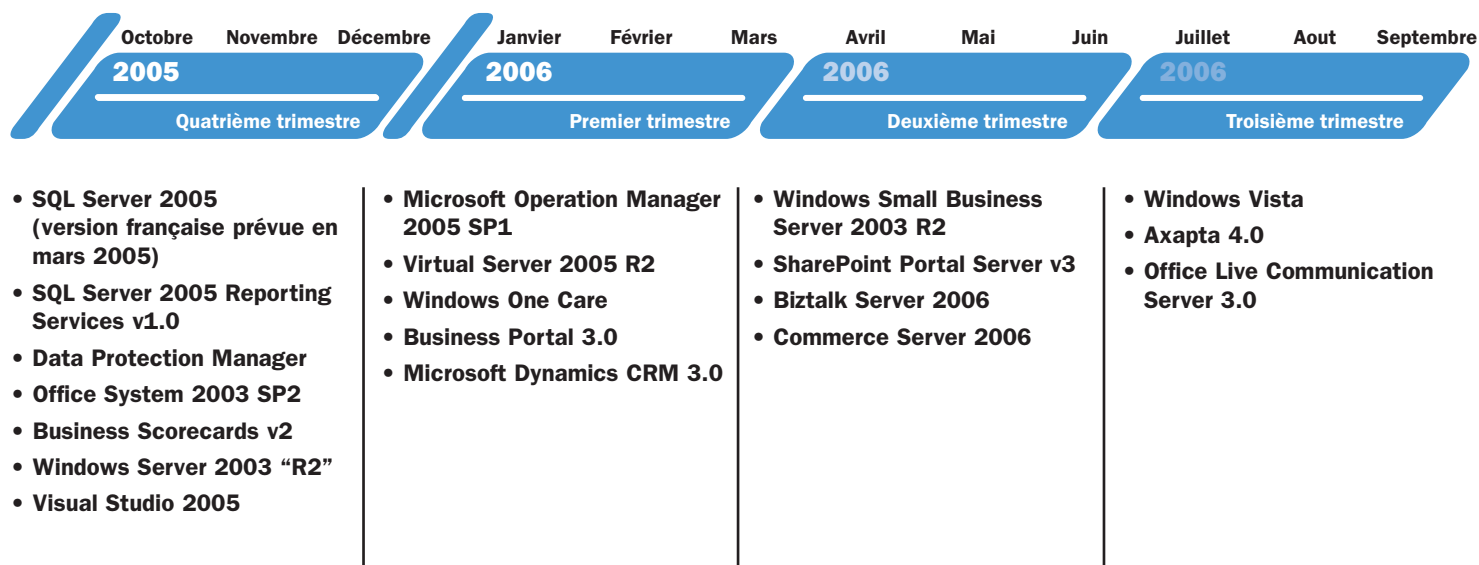 Octobre Novembre Décembre Janvier Février Mars Avril Mai Juin Juillet Aout Septembre
2005 2006 2006 2006
Quatrième trimestre Premier trimestre Deuxième trimestre Troisième trimestre
• SQL Server 2005
(version française prévue en
mars 2005)
• SQL Server 2005 Reporting
Services v1.0
• Data Protection Manager
• Office System 2003 SP2
• Business Scorecards v2
• Windows Server 2003 “R2”
• Visual Studio 2005
• Microsoft Operation Manager
2005 SP1
• Virtual Server 2005 R2
• Windows One Care
• Business Portal 3.0
• Microsoft Dynamics CRM 3.0
• Windows Small Business
Server 2003 R2
• SharePoint Portal Server v3
• Biztalk Server 2006
• Commerce Server 2006
• Windows Vista
• Axapta 4.0
• Office Live Communication
Server 3.0